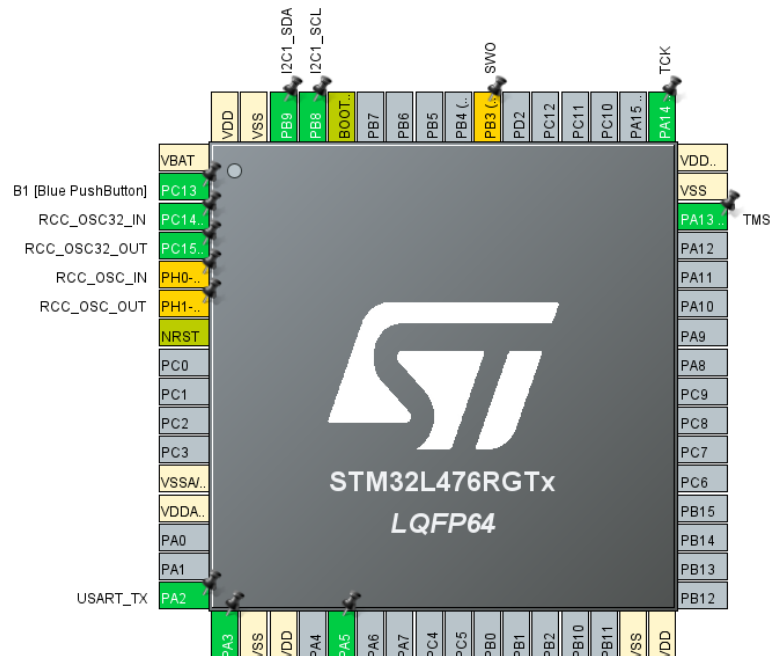 I2C1_SDA
I2C1_SCL
SWO
TCK
VDD
VSS
PB9
PB8
BOOT..
PB7
PB6
PB5
PB4 (..
PB3 (..
PD2
PC12
PC11
PC10
PA15 ..
PA14 ..
VBAT
B1 [Blue PushButton] PC13
RCC_OSC32_IN PC14..
RCC_OSC32_OUT PC15..
RCC_OSC_IN PH0-..
RCC_OSC_OUT PH1-..
NRST
PC0
PC1
PC2
PC3
VSSA/..
VDDA..
PA0
PA1
USART_TX PA2
ST
STM32L476RGTx
LQFP64
VDD..
VSS
PA13 .. TMS
PA12
PA11
PA10
PA9
PA8
PC9
PC8
PC7
PC6
PB15
PB14
PB13
PB12
PA3
VSS
VDD
PA4
PA5
PA6
PA7
PC4
PC5
PB0
PB1
PB2
PB10
PB11
VSS
VDD